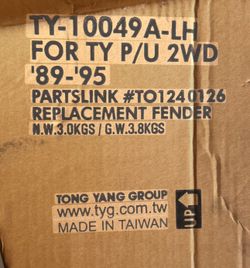 TY-10049A-LH
FOR TY P/U 2WD
'89-'95
PARTSLINK #TO1240126
REPLACEMENT FENDER
N.W.3.0KGS / G.W.3.8KGS
TONG YANG GROUP
www.tyg.com.tw
MADE IN TAIWAN
UP